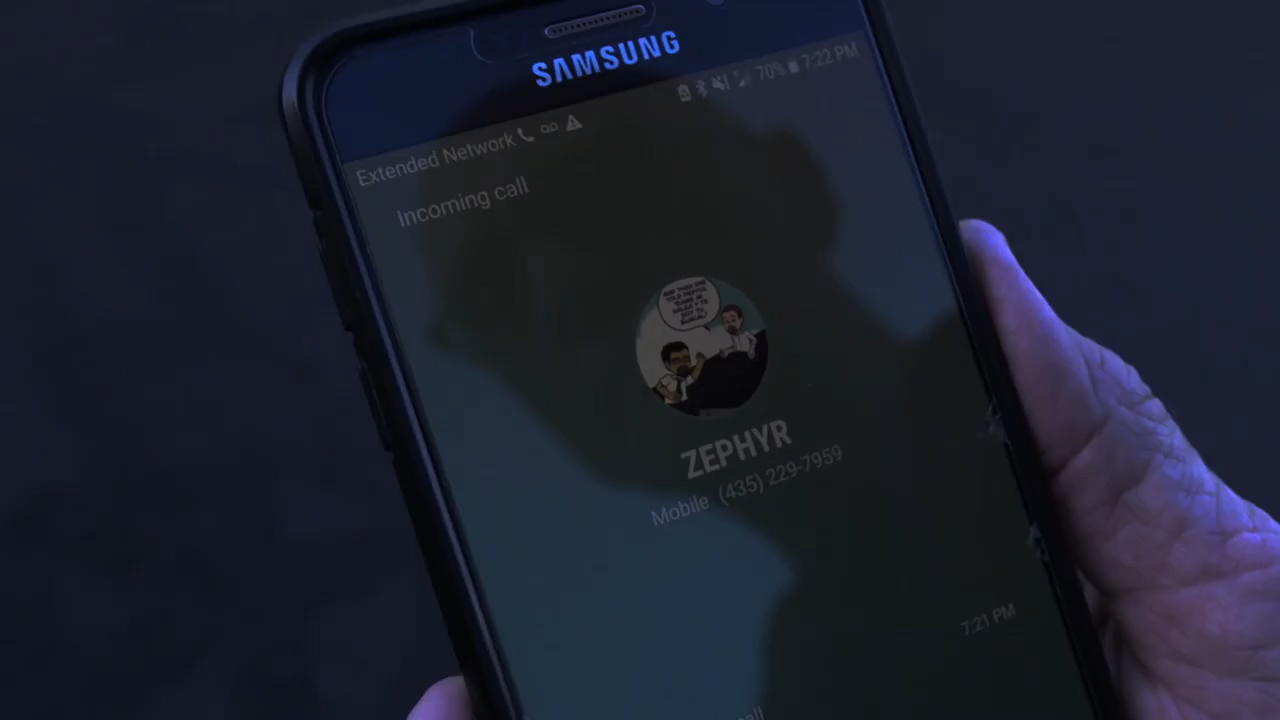 SAMSUNG
70% 7:22 PM
Extended Network
Incoming call
ZEPHYR
Mobile (435) 229-7959
7:21 PM